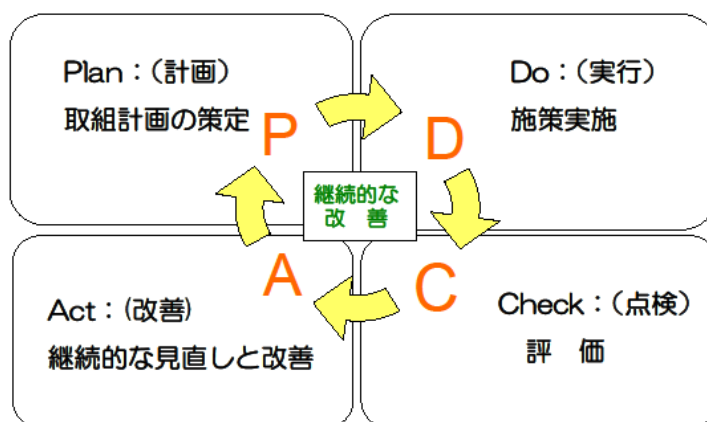 Plan：（計画）
取組計画の策定
P
Do：（実行）
施策実施
D
継続的な
改　善
Act：(改善)
継続的な見直しと改善
A
Check：（点検）
評　価
C